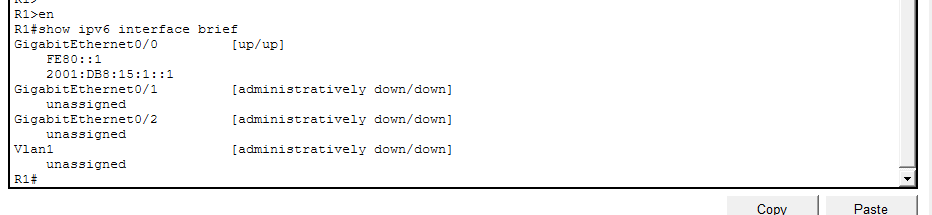 R1>
R1>en
R1#show ipv6 interface brief
GigabitEthernet0/0 [up/up]
FE80::1
2001:DB8:15:1::1
GigabitEthernet0/1 [administratively down/down]
unassigned
GigabitEthernet0/2 [administratively down/down]
unassigned
Vlan1 [administratively down/down]
unassigned
R1#
Copy Paste